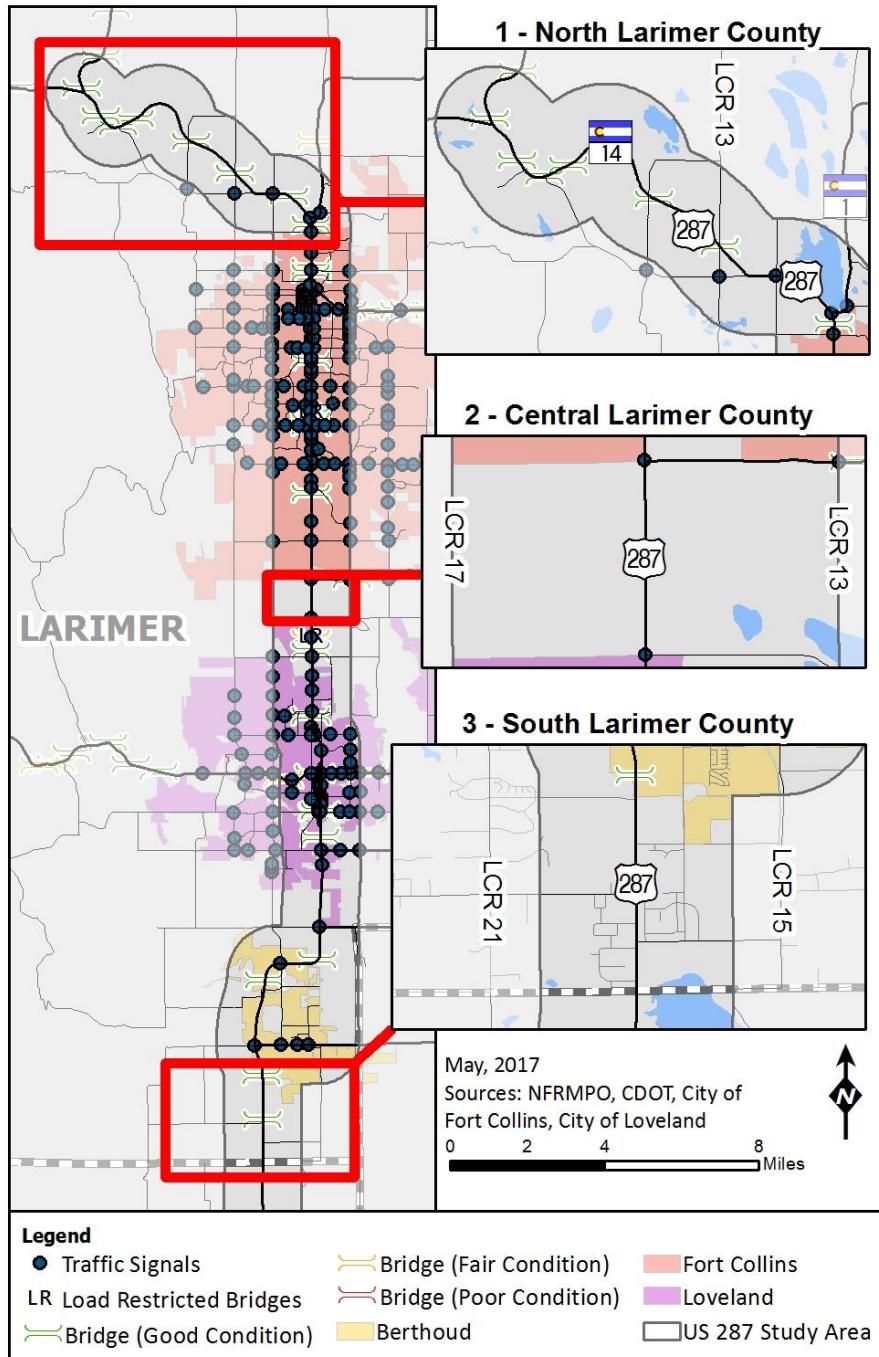 1 - North Larimer County
LCR 13
14
1
287
287
2 - Central Larimer County
LCR 17
287
LCR 13
LARIMER
LR
3 - South Larimer County
LCR 21
287
LCR 15
May, 2017
Sources: NFRMPO, CDOT, City of
Fort Collins, City of Loveland
N
0 2 4 8
Miles
Legend
Traffic Signals
LR Load Restricted Bridges
Bridge (Good Condition)
Bridge (Fair Condition)
Bridge (Poor Condition)
Berthoud
Fort Collins
Loveland
US 287 Study Area